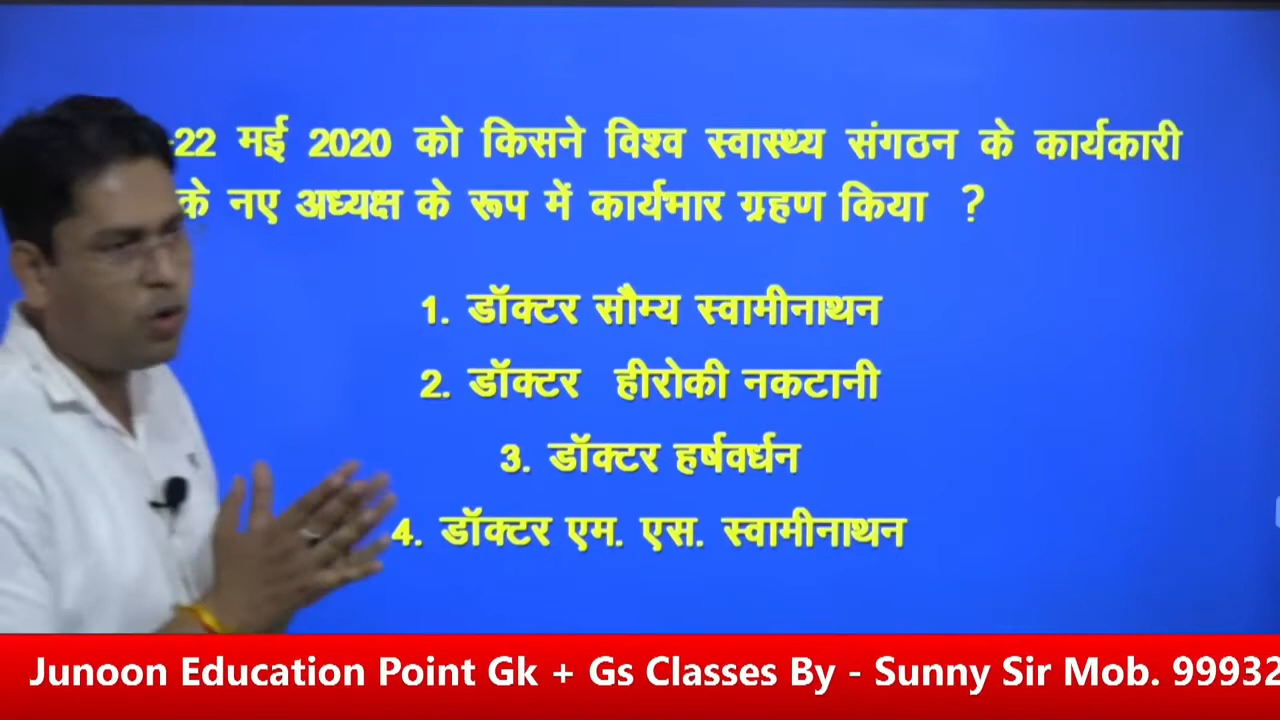 -22 मई 2020 को किसने विश्व स्वास्थ्य संगठन के कार्यकारी
के नए अध्यक्ष के रूप में कार्यभार ग्रहण किया ?
1. डॉक्टर सौम्य स्वामीनाथन
2. डॉक्टर हीरोकी नकटानी
3. डॉक्टर हर्षवर्धन
4. डॉक्टर एम. एस. स्वामीनाथन
Junoon Education Point Gk + Gs Classes By - Sunny Sir Mob. 99932